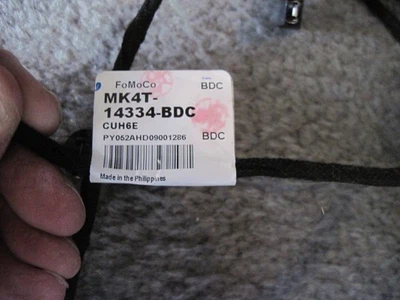 FoMoCo BDC
MK4T-
14334-BDC
CUH6E
PY052AHD09001286 BDC
Made in the Philippines